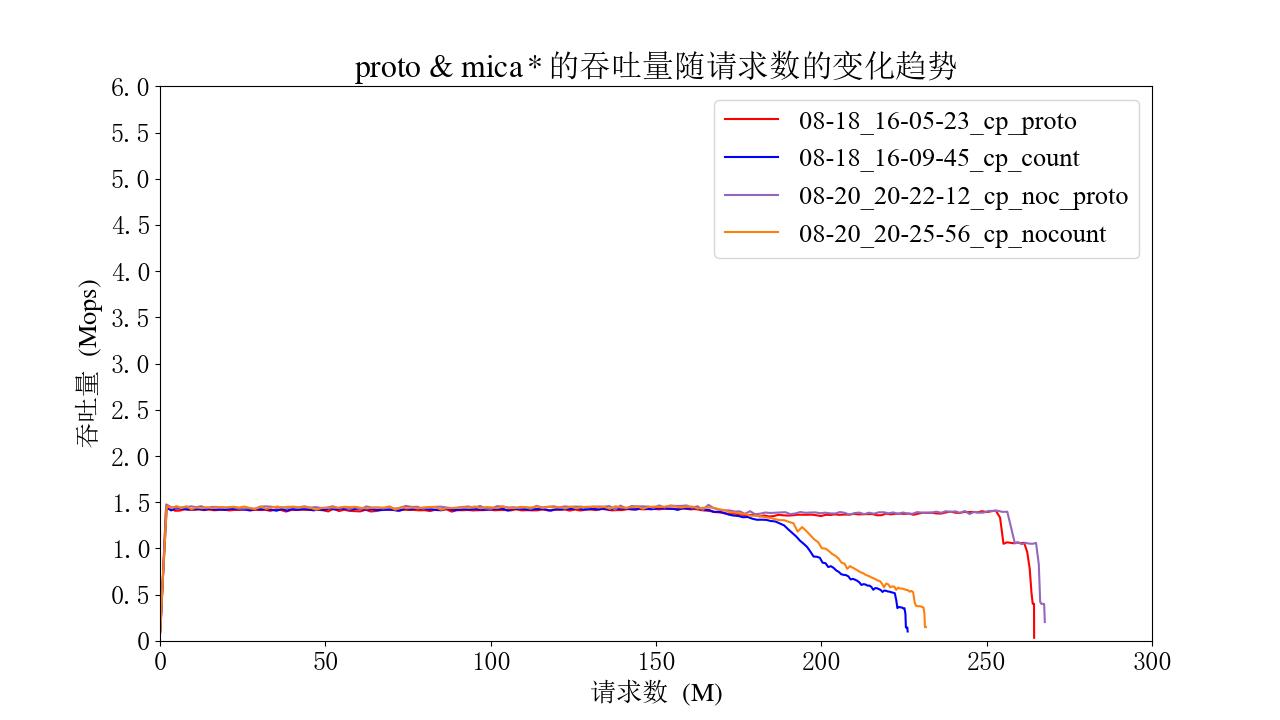 proto & mica* 的吞吐量随请求数的变化趋势
6.0
5.5
5.0
4.5
4.0
3.5
3.0
2.5
2.0
1.5
1.0
0.5
0
吞吐量 (Mops)
08-18_16-05-23_cp_proto
08-18_16-09-45_cp_count
08-20_20-22-12_cp_noc_proto
08-20_20-25-56_cp_nocount
0 50 100 150 200 250 300
请求数 (M)